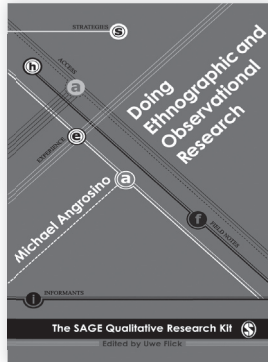 STRATEGIES
S
h
ACCESS
a
Doing
Ethnographic and
Observational
Research
e
EXPERIENCE
a
Michael Angrosino
f
FIELD NOTES
i
INFORMANTS
The SAGE Qualitative Research Kit
S
Edited by Uwe Flick